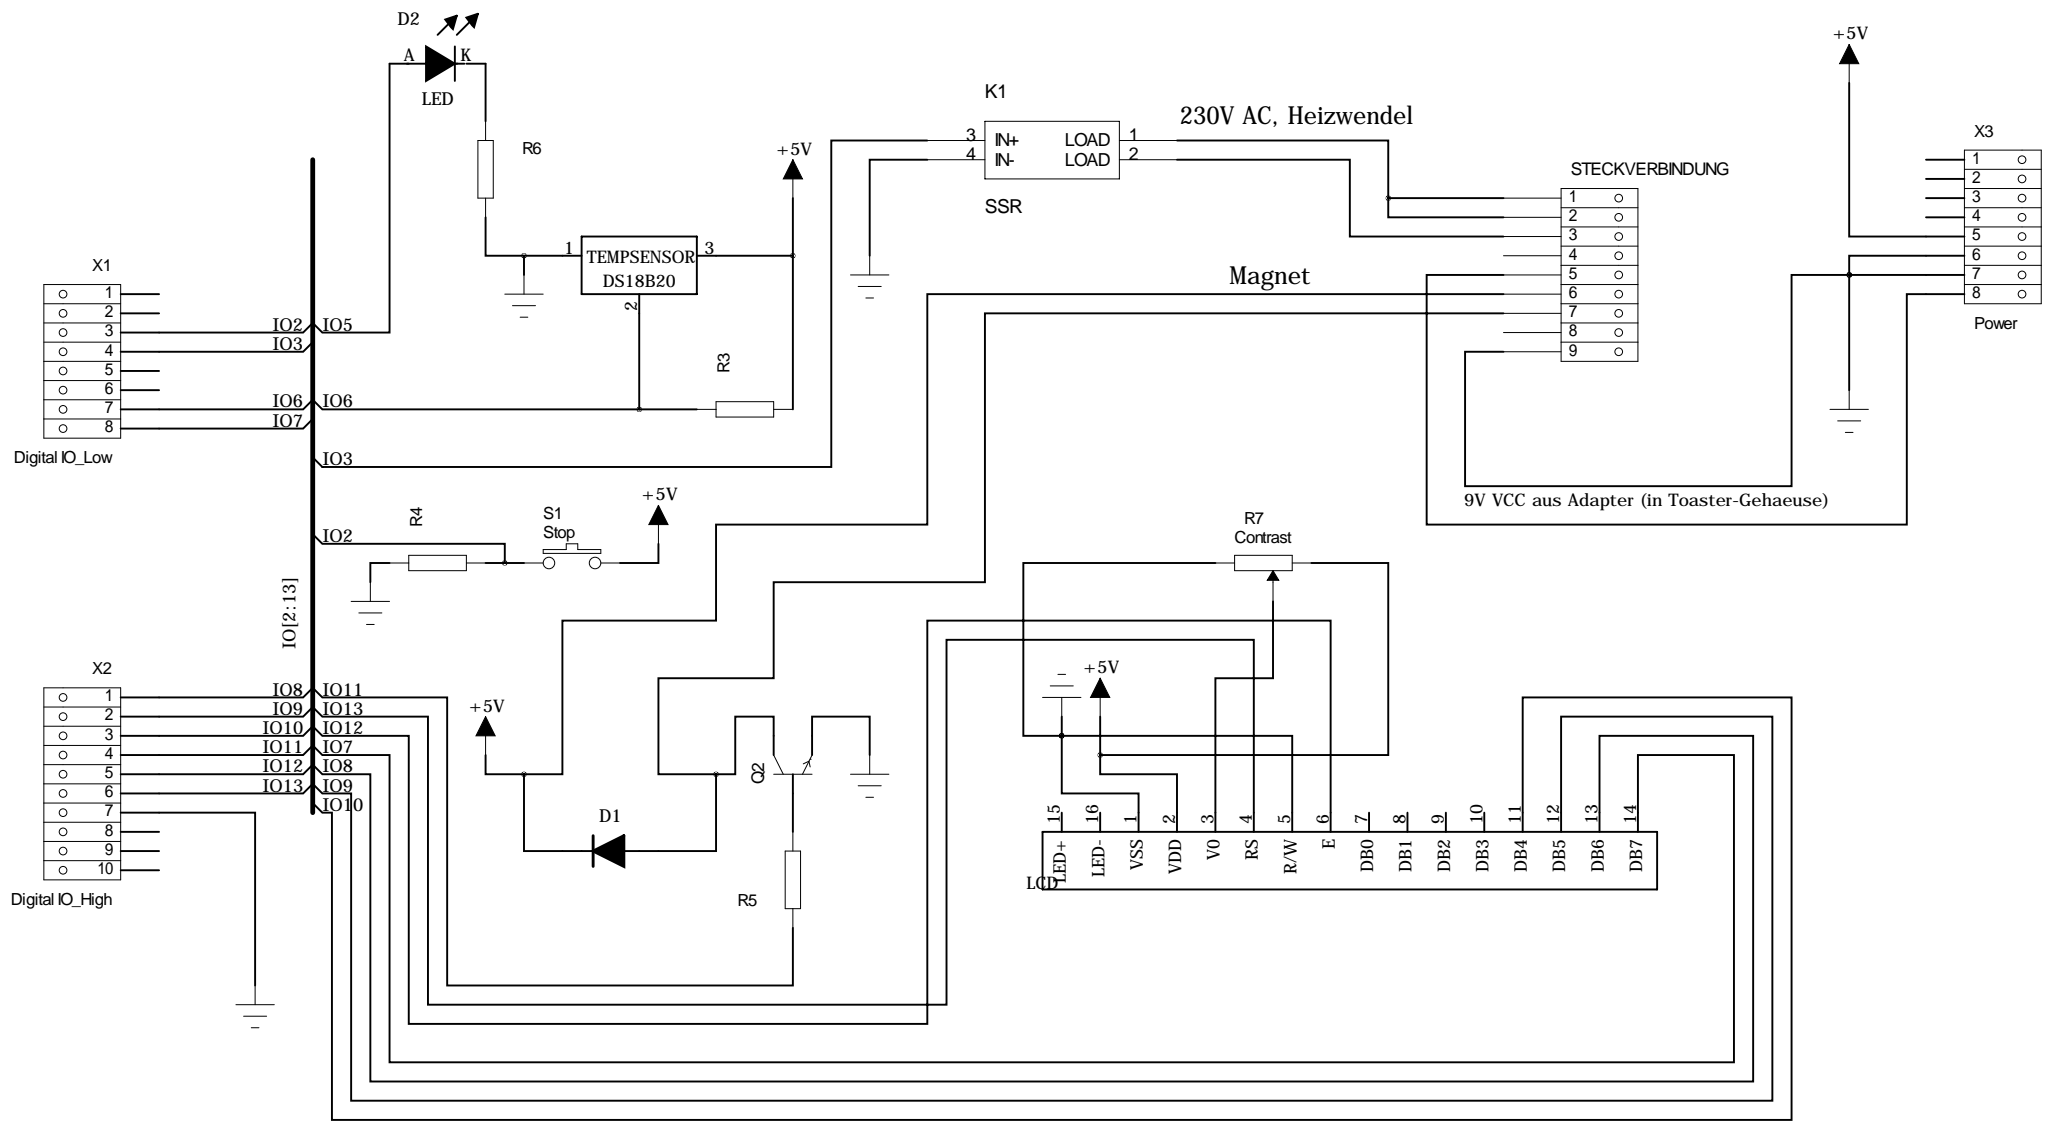 D2
A
K
LED
R6
+5V
K1
3 IN+ LOAD 1
4 IN- LOAD 2
SSR
230V AC, Heizwendel
+5V
X3
1
2
3
4
5
6
7
8
Power
STECKVERBINDUNG
1
2
3
4
5
6
7
8
9
Magnet
9V VCC aus Adapter (in Toaster-Gehaeuse)
1 TEMPSENSOR 3
DS18B20
2
R3
X1
1
2
3
4
5
6
7
8
Digital IO_Low
IO2 IO5
IO3
IO6 IO6
IO7
IO3
IO2
R4
S1
Stop
+5V
IO[2:13]
X2
1
2
3
4
5
6
7
8
9
10
Digital IO_High
IO8 IO11
IO9 IO13
IO10 IO12
IO11 IO7
IO12 IO8
IO13 IO9
IO10
+5V
D1
Q2
R5
R7
Contrast
+5V
15 16 1 2 3 4 5 6 7 8 9 10 11 12 13 14
LED+ LED- VSS VDD V0 RS R/W E DB0 DB1 DB2 DB3 DB4 DB5 DB6 DB7
LCD